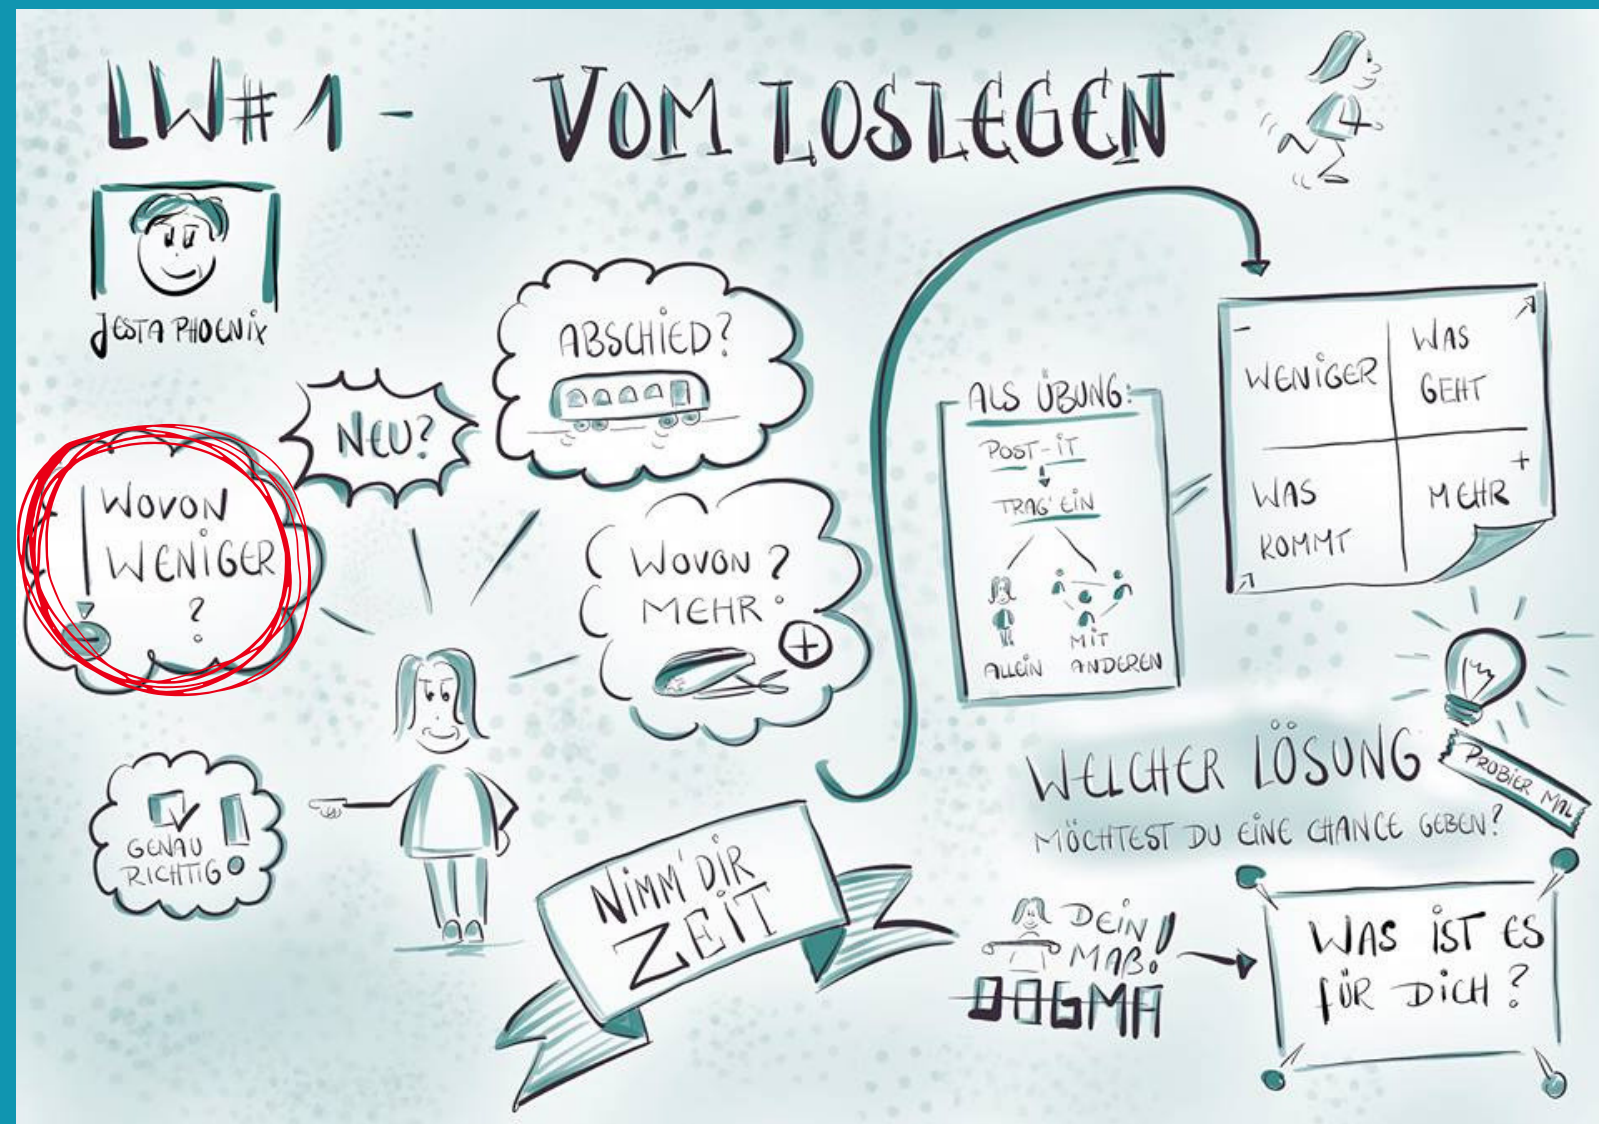 LW#1 - VOM LOSLEGEN
JESTA PHOENIX
NEU?
ABSCHIED?
WOVON
WENIGER
?
WOVON?
MEHR
GENAU
RICHTIG!
NIMM' DIR
ZEIT
ALS ÜBUNG:
POST-IT
TRAG' EIN
ALLEIN
MIT
ANDEREN
- WENIGER
WAS
GEHT
WAS
KOMMT
+
MEHR
WELCHER LÖSUNG
MÖCHTEST DU EINE CHANCE GEBEN?
PROBIER MAL
DEIN
MAß!
DOGMA
WAS IST ES
FÜR DICH?